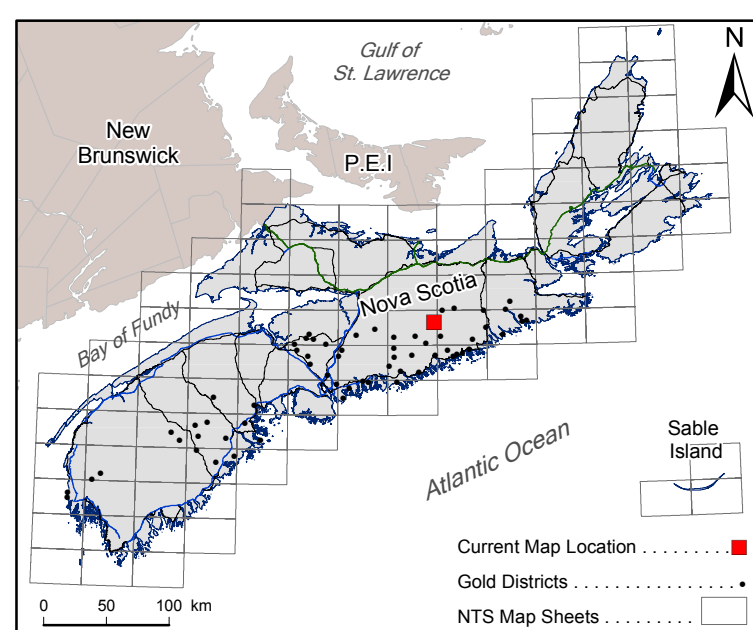 N
Gulf of
St. Lawrence
New
Brunswick
P.E.I
Nova Scotia
Bay of Fundy
Sable
Island
Atlantic Ocean
Current Map Location . . . . . . . . .
Gold Districts . . . . . . . . . . . . . . . .
NTS Map Sheets . . . . . . . .
0 50 100 km